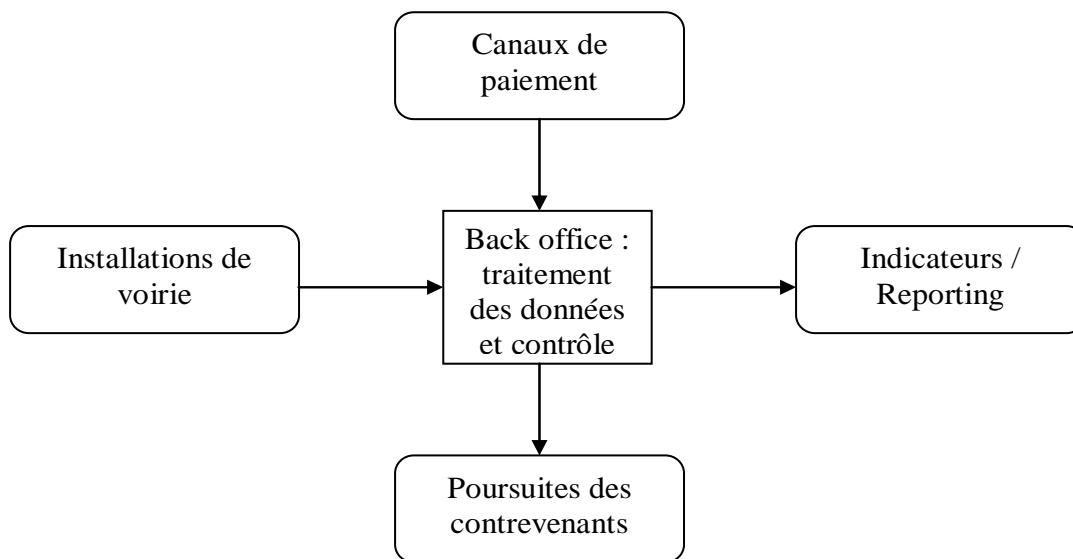 Canaux de
paiement
Installations de
voirie
Back office :
traitement
des données
et contrôle
Indicateurs /
Reporting
Poursuites des
contrevenants